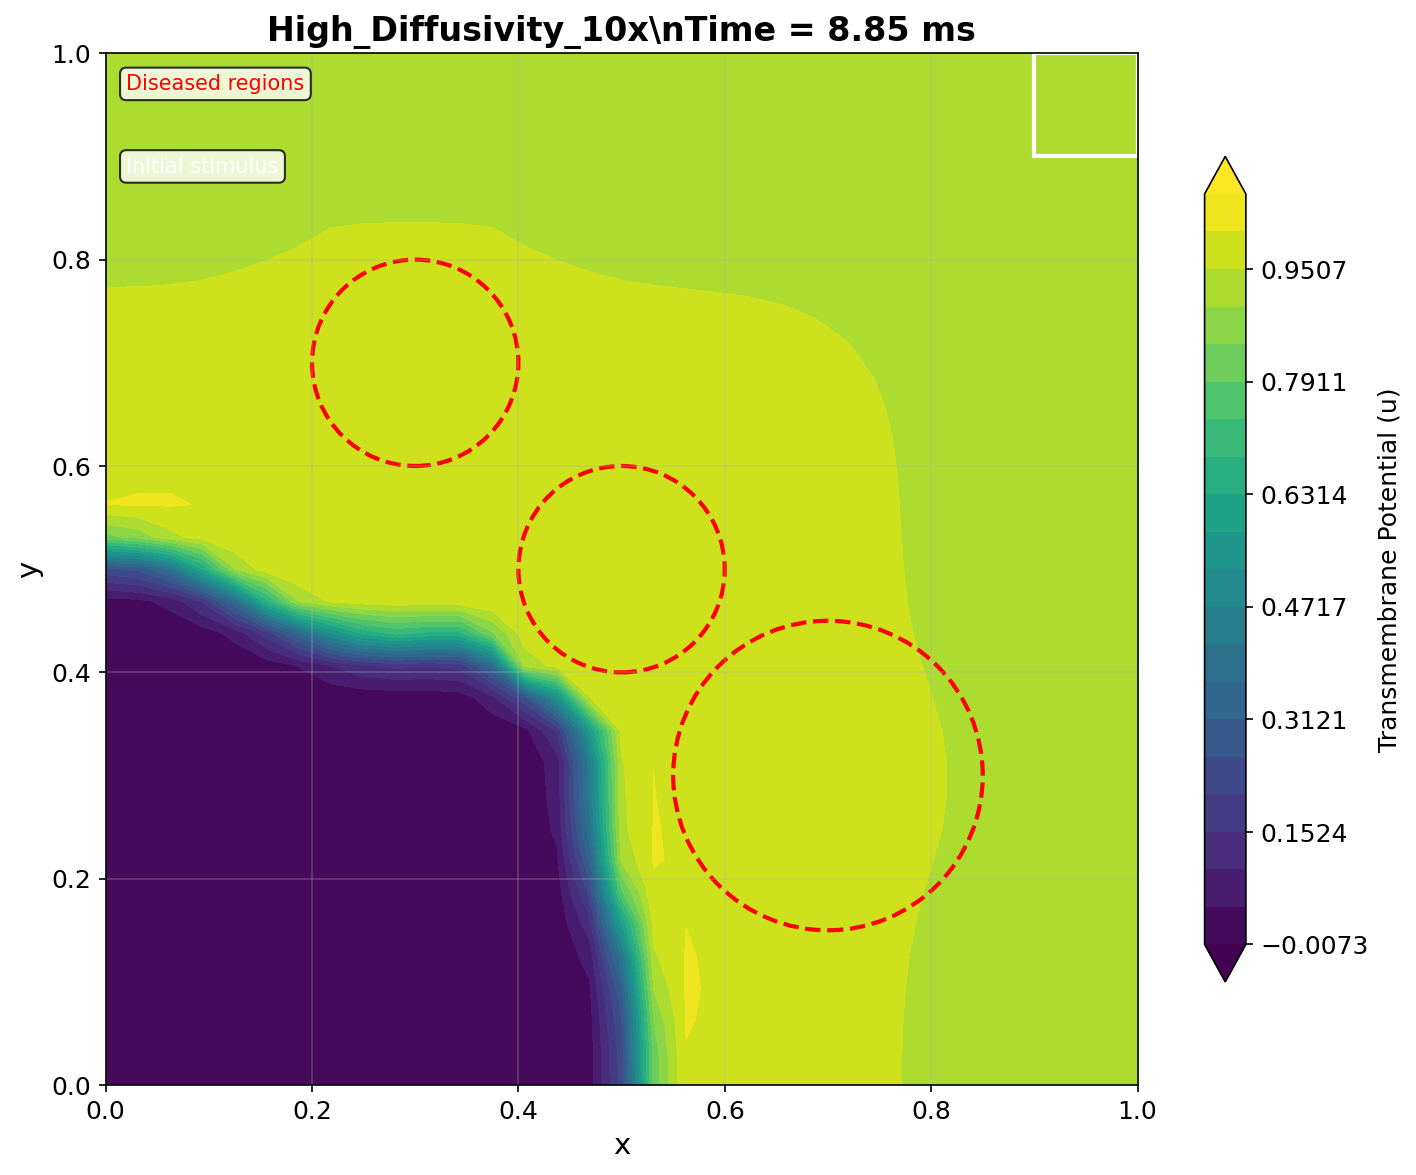 High_Diffusivity_10x\nTime = 8.85 ms
Diseased regions
Initial stimulus
1.0
0.8
0.6
0.4
0.2
0.0
y
0.0 0.2 0.4 0.6 0.8 1.0
x
0.9507
0.7911
0.6314
0.4717
0.3121
0.1524
−0.0073
Transmembrane Potential (u)